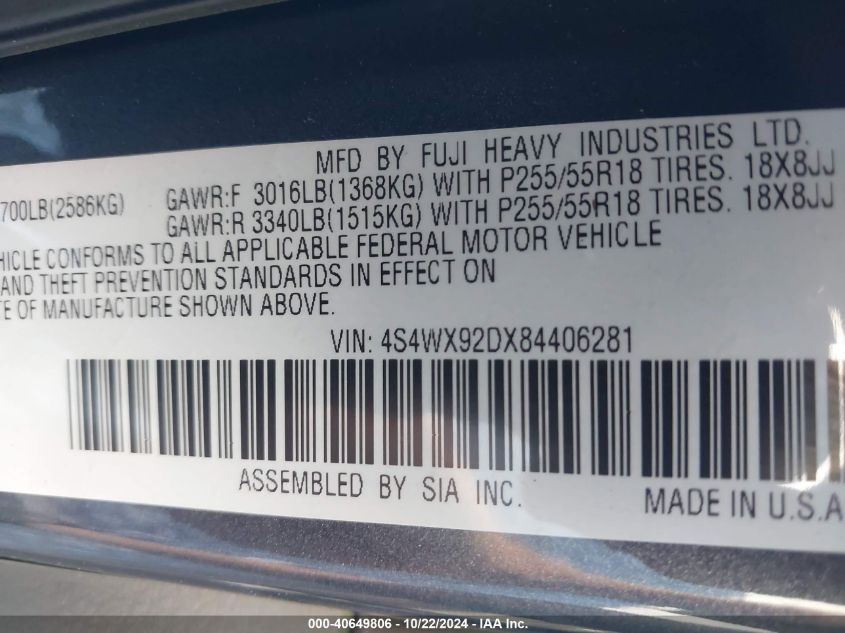 MFD BY FUJI HEAVY INDUSTRIES LTD.
700LB(2586KG) GAWR:F 3016LB(1368KG) WITH P255/55R18 TIRES. 18X8JJ
GAWR:R 3340LB(1515KG) WITH P255/55R18 TIRES. 18X8JJ
HICLE CONFORMS TO ALL APPLICABLE FEDERAL MOTOR VEHICLE
AND THEFT PREVENTION STANDARDS IN EFFECT ON
TE OF MANUFACTURE SHOWN ABOVE.
VIN: 4S4WX92DX84406281
ASSEMBLED BY SIA INC.
MADE IN U.S.A
000-40649806 - 10/22/2024 - IAA Inc.